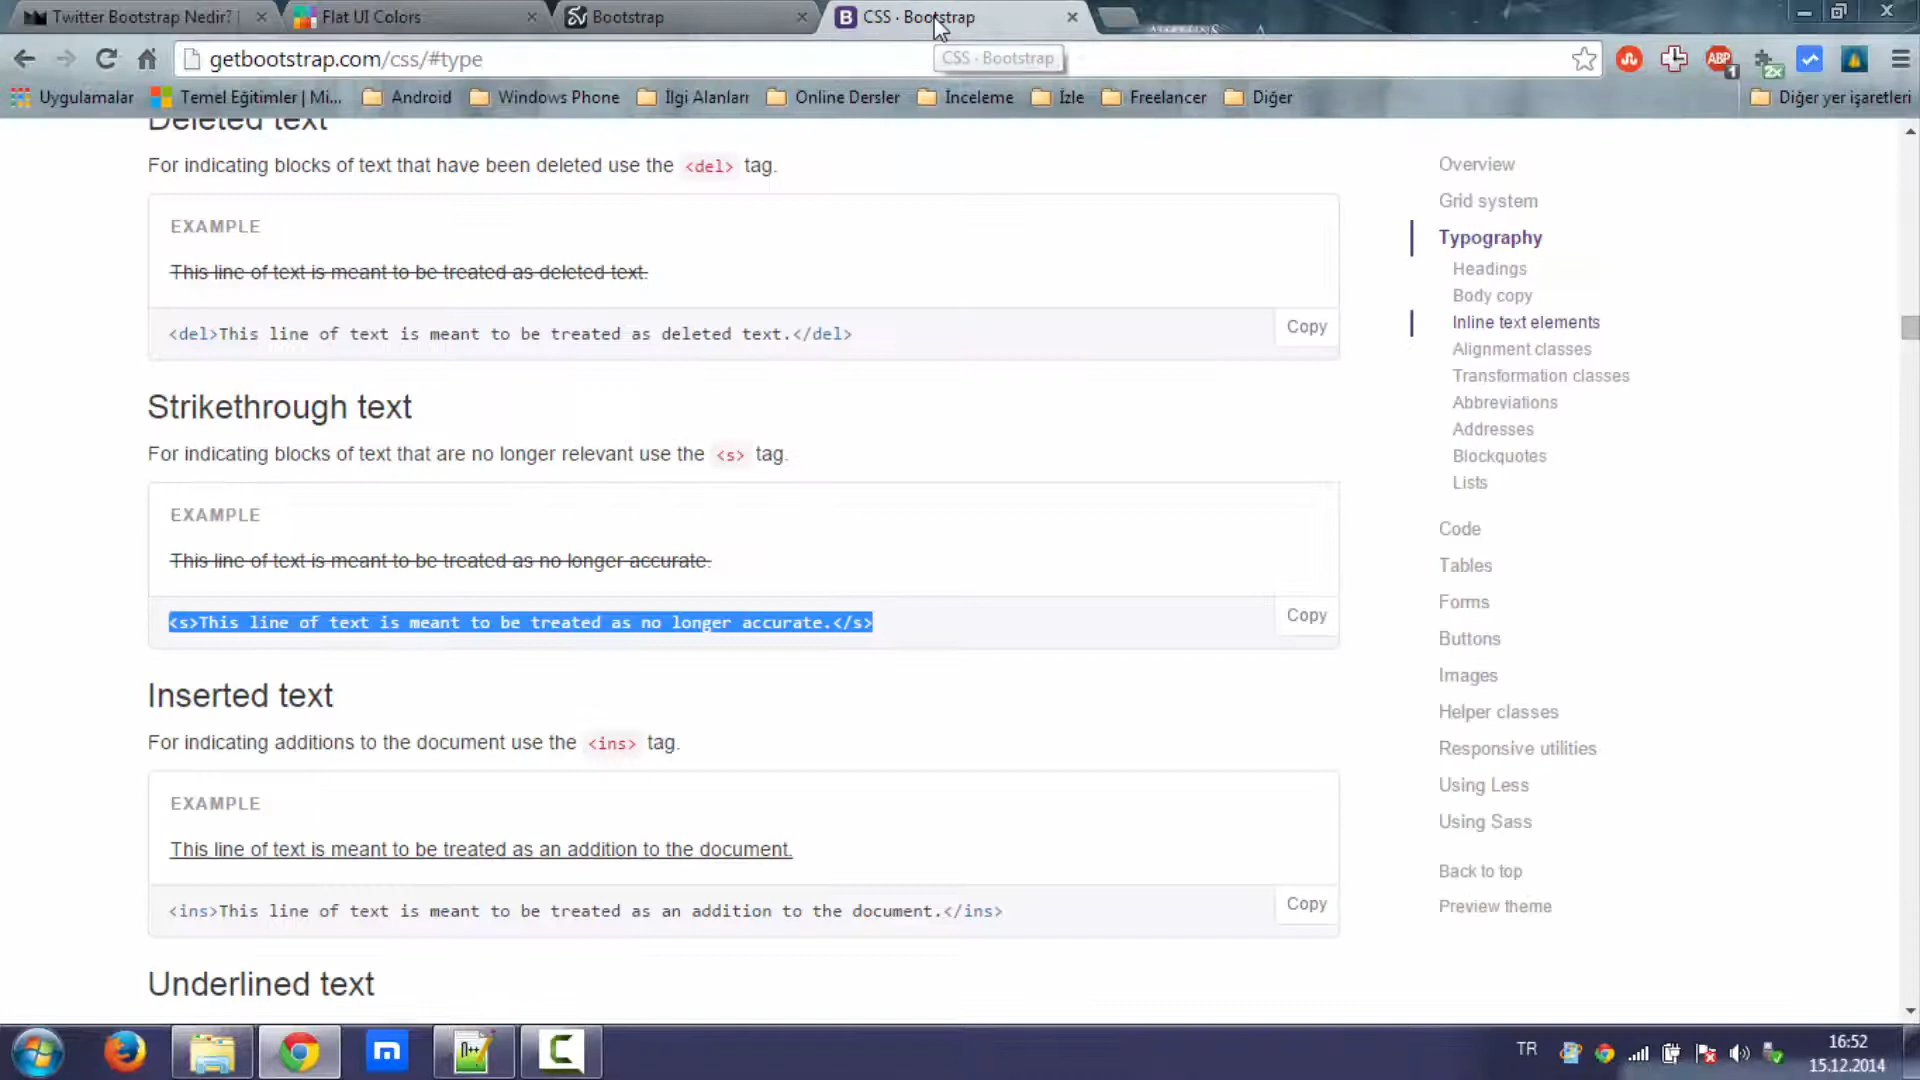 Twitter Bootstrap Nedir? |
Flat UI Colors
Bootstrap
CSS · Bootstrap
getbootstrap.com/css/#type
CSS - Bootstrap
ABP
1
2x
Uygulamalar
Temel Eğitimler | Mi...
Android
Windows Phone
İlgi Alanları
Online Dersler
İnceleme
İzle
Freelancer
Diğer
Diğer yer işaretleri
Deleted text
For indicating blocks of text that have been deleted use the <del> tag.
EXAMPLE
This line of text is meant to be treated as deleted text.
<del>This line of text is meant to be treated as deleted text.</del>
Copy
Strikethrough text
For indicating blocks of text that are no longer relevant use the <s> tag.
EXAMPLE
This line of text is meant to be treated as no longer accurate.
<s>This line of text is meant to be treated as no longer accurate.</s>
Copy
Inserted text
For indicating additions to the document use the <ins> tag.
EXAMPLE
This line of text is meant to be treated as an addition to the document.
<ins>This line of text is meant to be treated as an addition to the document.</ins>
Copy
Underlined text
Overview
Grid system
Typography
Headings
Body copy
Inline text elements
Alignment classes
Transformation classes
Abbreviations
Addresses
Blockquotes
Lists
Code
Tables
Forms
Buttons
Images
Helper classes
Responsive utilities
Using Less
Using Sass
Back to top
Preview theme
TR
16:52
15.12.2014